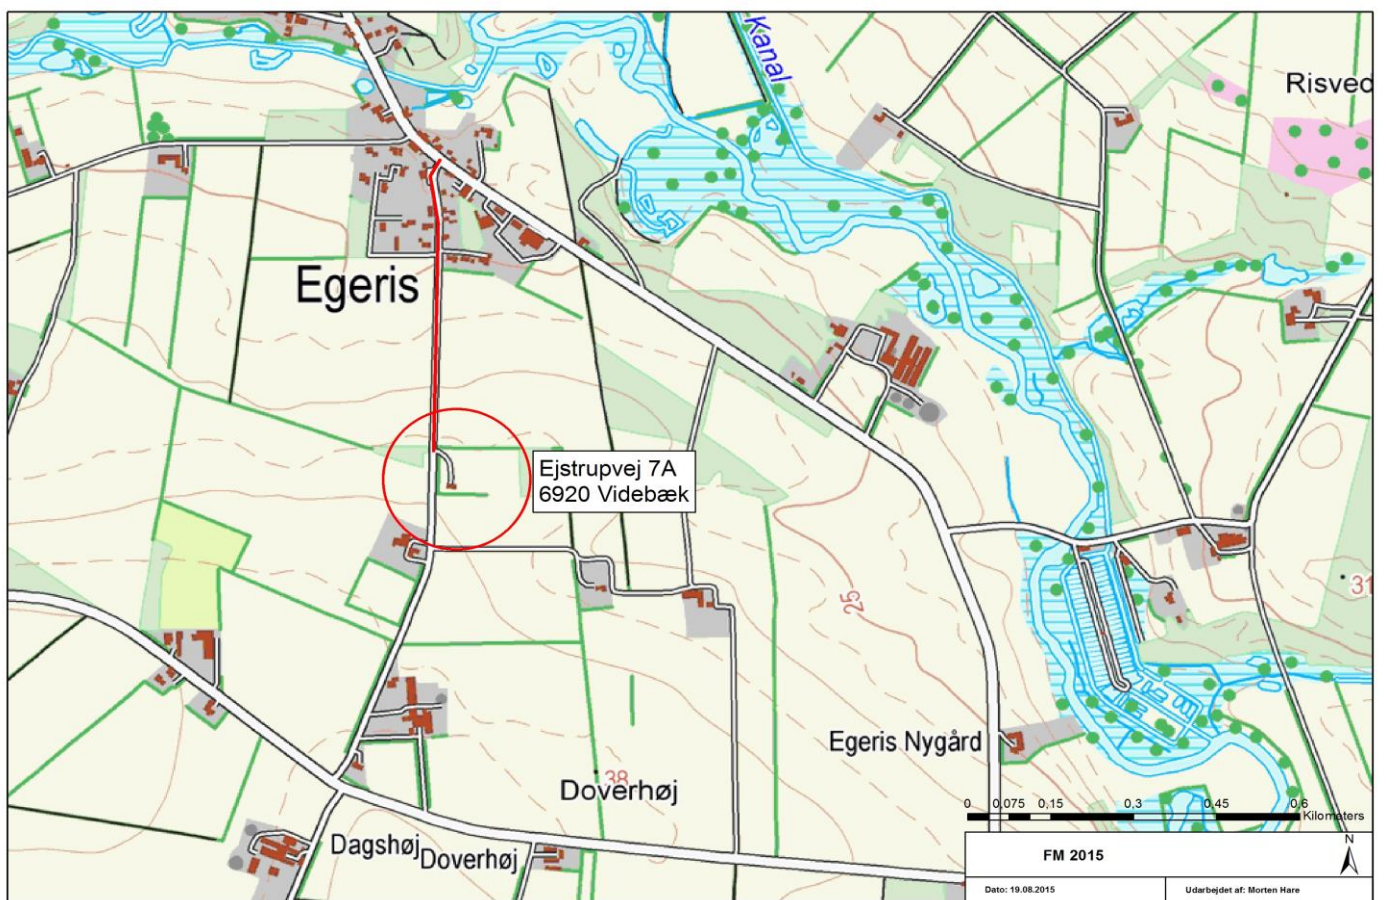 Kanal
Risved
Egeris
Ejstrupvej 7A
6920 Videbæk
25
31
Egeris Nygård
38
Doverhøj
Dagshøj
Doverhøj
0 0,075 0,15 0,3 0,45 0,6
Kilometers
N
FM 2015
Dato: 19.08.2015
Udarbejdet af: Morten Hare